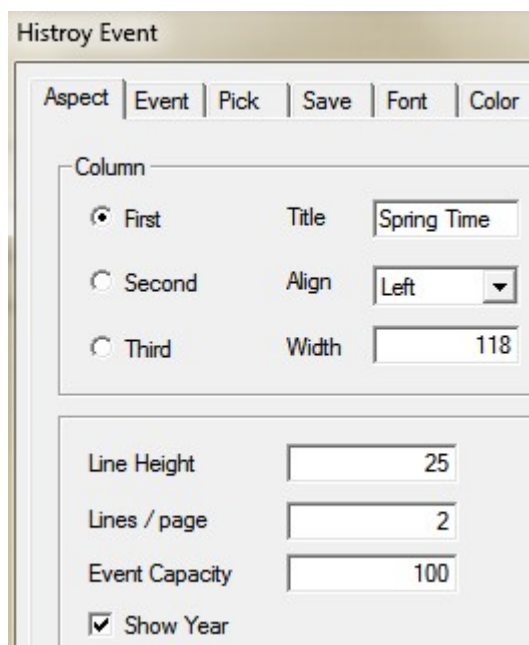 Histroy Event
Aspect Event Pick Save Font Color
Column
First Title Spring Time
Second Align Left
Third Width 118
Line Height 25
Lines / page 2
Event Capacity 100
Show Year